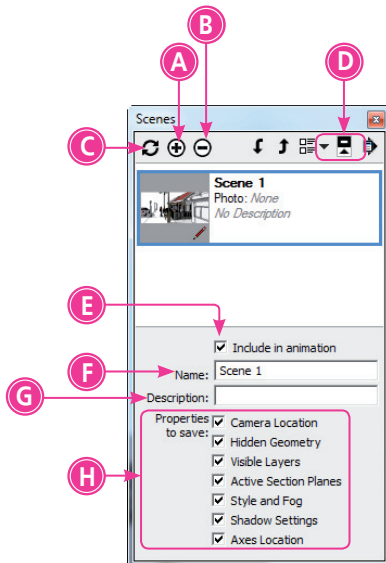 B
A
D
Scenes
C
Scene 1
Photo: None
No Description
E
Include in animation
F
Name: Scene 1
G
Description:
Properties to save:
Camera Location
Hidden Geometry
Visible Layers
Active Section Planes
H
Style and Fog
Shadow Settings
Axes Location